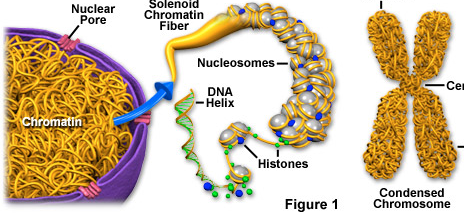 Nuclear
Pore
Solenoid
Chromatin
Fiber
Nucleosomes
DNA
Helix
Chromatin
Histones
Figure 1
Condensed
Chromosome